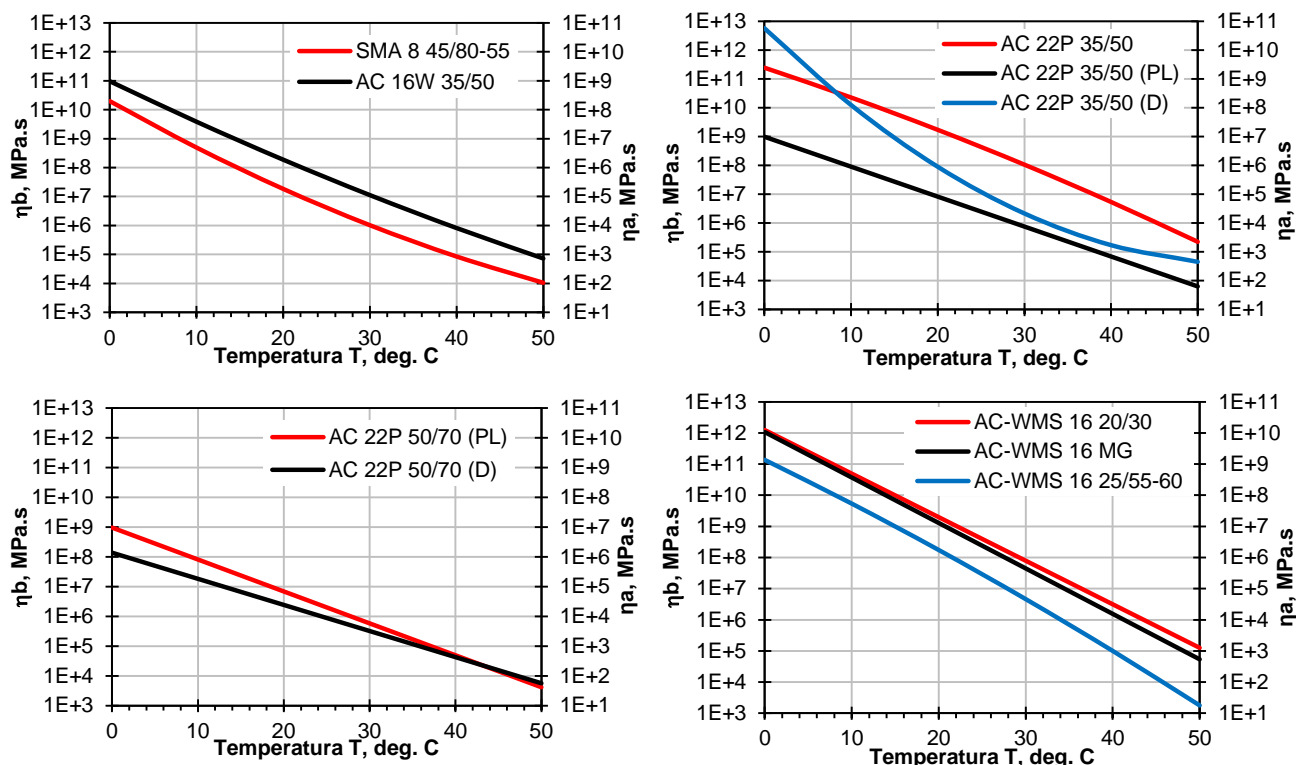 1E+13
1E+12
1E+11
1E+10
1E+9
1E+8
1E+7
1E+6
1E+5
1E+4
1E+3
ηb, MPa.s
SMA 8 45/80-55
AC 16W 35/50
1E+11
1E+10
1E+9
1E+8
1E+7
1E+6
1E+5
1E+4
1E+3
1E+2
1E+1
ηa, MPa.s
0 10 20 30 40 50
Temperatura T, deg. C
1E+13
1E+12
1E+11
1E+10
1E+9
1E+8
1E+7
1E+6
1E+5
1E+4
1E+3
ηb, MPa.s
AC 22P 35/50
AC 22P 35/50 (PL)
AC 22P 35/50 (D)
1E+11
1E+10
1E+9
1E+8
1E+7
1E+6
1E+5
1E+4
1E+3
1E+2
1E+1
ηa, MPa.s
0 10 20 30 40 50
Temperatura T, deg. C
1E+13
1E+12
1E+11
1E+10
1E+9
1E+8
1E+7
1E+6
1E+5
1E+4
1E+3
ηb, MPa.s
AC 22P 50/70 (PL)
AC 22P 50/70 (D)
1E+11
1E+10
1E+9
1E+8
1E+7
1E+6
1E+5
1E+4
1E+3
1E+2
1E+1
ηa, MPa.s
0 10 20 30 40 50
Temperatura T, deg. C
1E+13
1E+12
1E+11
1E+10
1E+9
1E+8
1E+7
1E+6
1E+5
1E+4
1E+3
ηb, MPa.s
AC-WMS 16 20/30
AC-WMS 16 MG
AC-WMS 16 25/55-60
1E+11
1E+10
1E+9
1E+8
1E+7
1E+6
1E+5
1E+4
1E+3
1E+2
1E+1
ηa, MPa.s
0 10 20 30 40 50
Temperatura T, deg. C